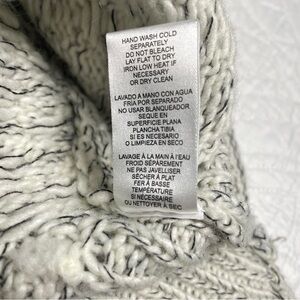 HAND WASH COLD
SEPARATELY
DO NOT BLEACH
LAY FLAT TO DRY
IRON LOW HEAT IF
NECESSARY
OR DRY CLEAN
LAVADO A MANO CON AGUA
FRÍA POR SEPARADO
NO USAR BLANQUEADOR
SEQUE EN
SUPERFICIE PLANA
PLANCHA TIBIA
SI ES NECESARIO
O LIMPIEZA EN SECO
LAVAGE À LA MAIN À L'EAU
FROID SÉPARÉMENT
NE PAS JAVELLISER
SÉCHER À PLAT
FER À BASSE
TEMPÉRATURE
SI NÉCESSAIRE
OU NETTOYER À SEC